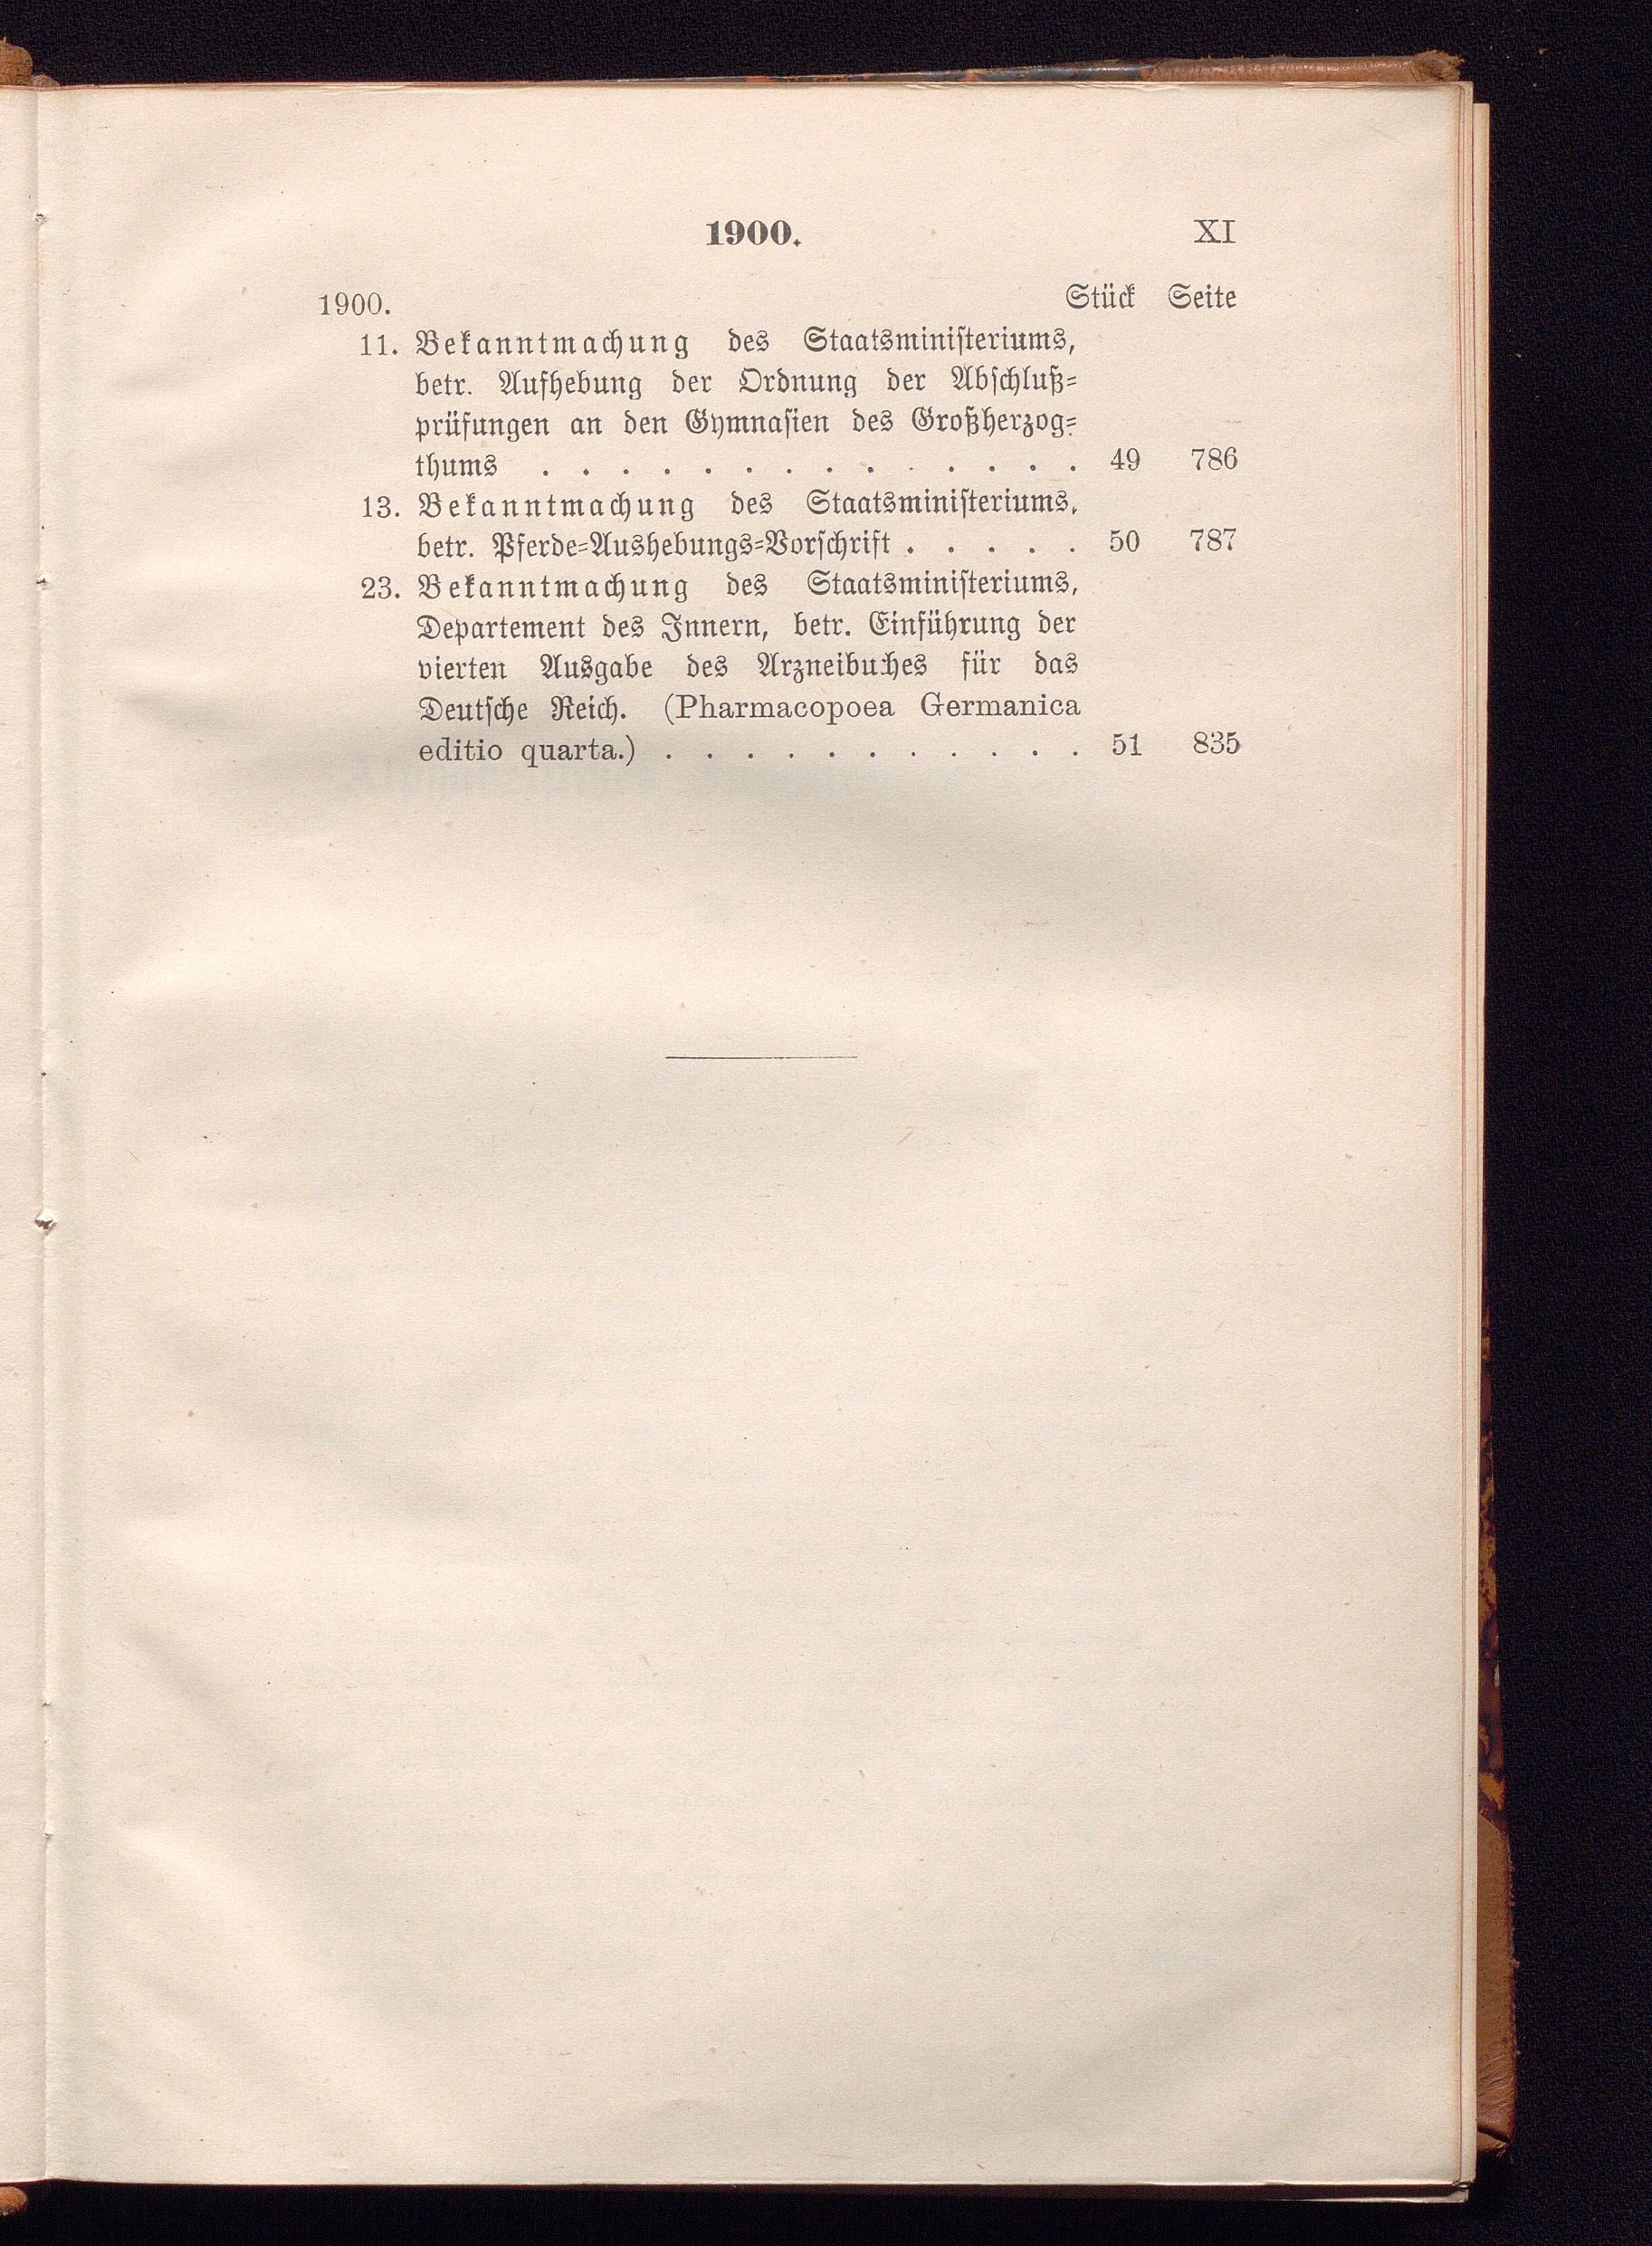 1900. XI
1900. Stück Seite
11. Bekanntmachung des Staatsministeriums,
betr. Aufhebung der Ordnung der Abschluß-
prüfungen an den Gymnasien des Großherzog-
thums . . . . . . . . . . . . . . 49 786
13. Bekanntmachung des Staatsministeriums,
betr. Pferde-Aushebungs-Vorschrift . . . . . 50 787
23. Bekanntmachung des Staatsministeriums,
Departement des Innern, betr. Einführung der
vierten Ausgabe des Arzneibuches für das
Deutsche Reich. (Pharmacopoea Germanica
editio quarta.) . . . . . . . . . . . 51 835